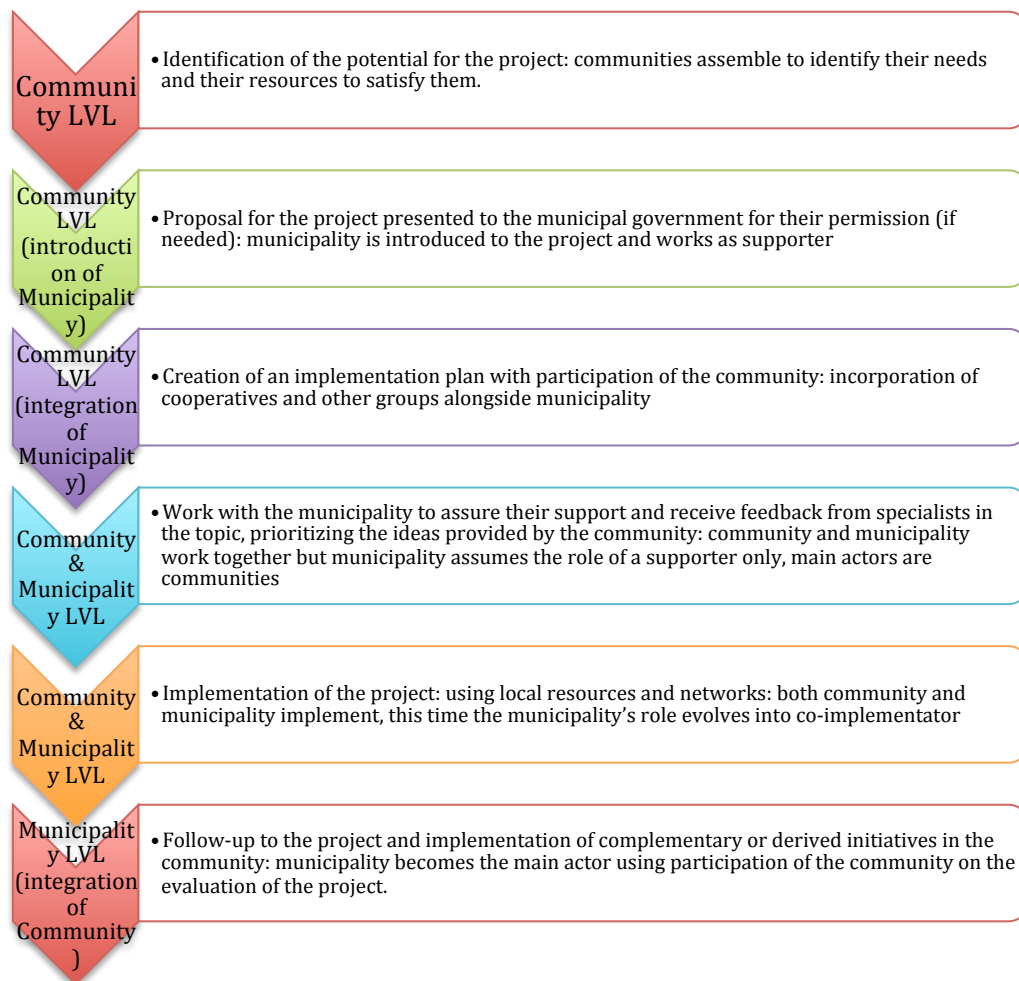 Communi
ty LVL
•Identification of the potential for the project: communities assemble to identify their needs
and their resources to satisfy them.
Community
LVL
(introducti
on of
Municipalit
y)
•Proposal for the project presented to the municipal government for their permission (if
needed): municipality is introduced to the project and works as supporter
Community
LVL
(integration
of
Municipalit
y)
•Creation of an implementation plan with participation of the community: incorporation of
cooperatives and other groups alongside municipality
Community
&
Municipalit
y LVL
•Work with the municipality to assure their support and receive feedback from specialists in
the topic, prioritizing the ideas provided by the community: community and municipality
work together but municipality assumes the role of a supporter only, main actors are
communities
Community
&
Municipalit
y LVL
•Implementation of the project: using local resources and networks: both community and
municipality implement, this time the municipality’s role evolves into co-implementator
Municipalit
y LVL
(integration
of
Community
)
•Follow-up to the project and implementation of complementary or derived initiatives in the
community: municipality becomes the main actor using participation of the community on the
evaluation of the project.